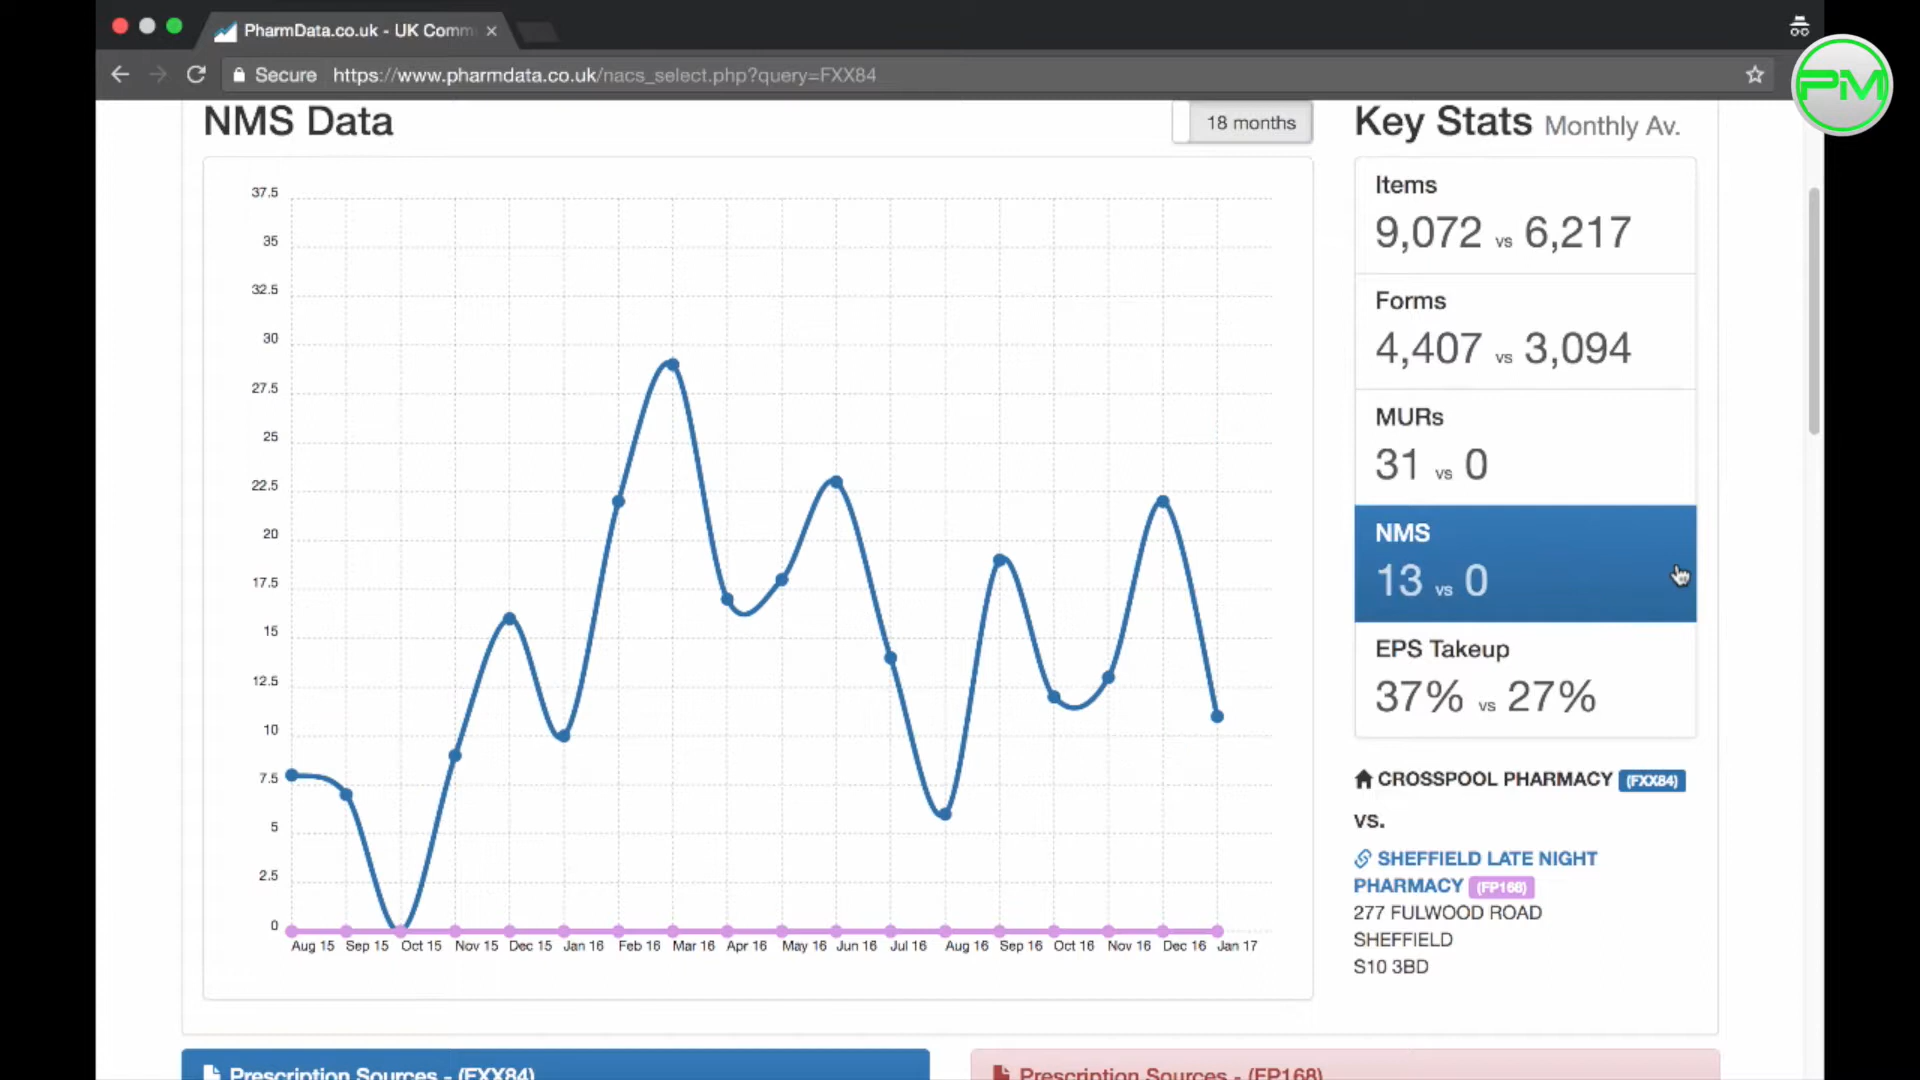 PharmData.co.uk - UK Comm
Secure https://www.pharmdata.co.uk/nacs_select.php?query=FXX84
PM
NMS Data
18 months
Key Stats Monthly Av.
37.5
35
32.5
30
27.5
25
22.5
20
17.5
15
12.5
10
7.5
5
2.5
0
Aug 15 Sep 15 Oct 15 Nov 15 Dec 15 Jan 16 Feb 16 Mar 16 Apr 16 May 16 Jun 16 Jul 16 Aug 16 Sep 16 Oct 16 Nov 16 Dec 16 Jan 17
Items
9,072 vs 6,217
Forms
4,407 vs 3,094
MURs
31 vs 0
NMS
13 vs 0
EPS Takeup
37% vs 27%
CROSSPOOL PHARMACY (FXX84)
vs.
SHEFFIELD LATE NIGHT
PHARMACY (FP168)
277 FULWOOD ROAD
SHEFFIELD
S10 3BD
Prescription Sources - (FXX84)
Prescription Sources - (FP168)